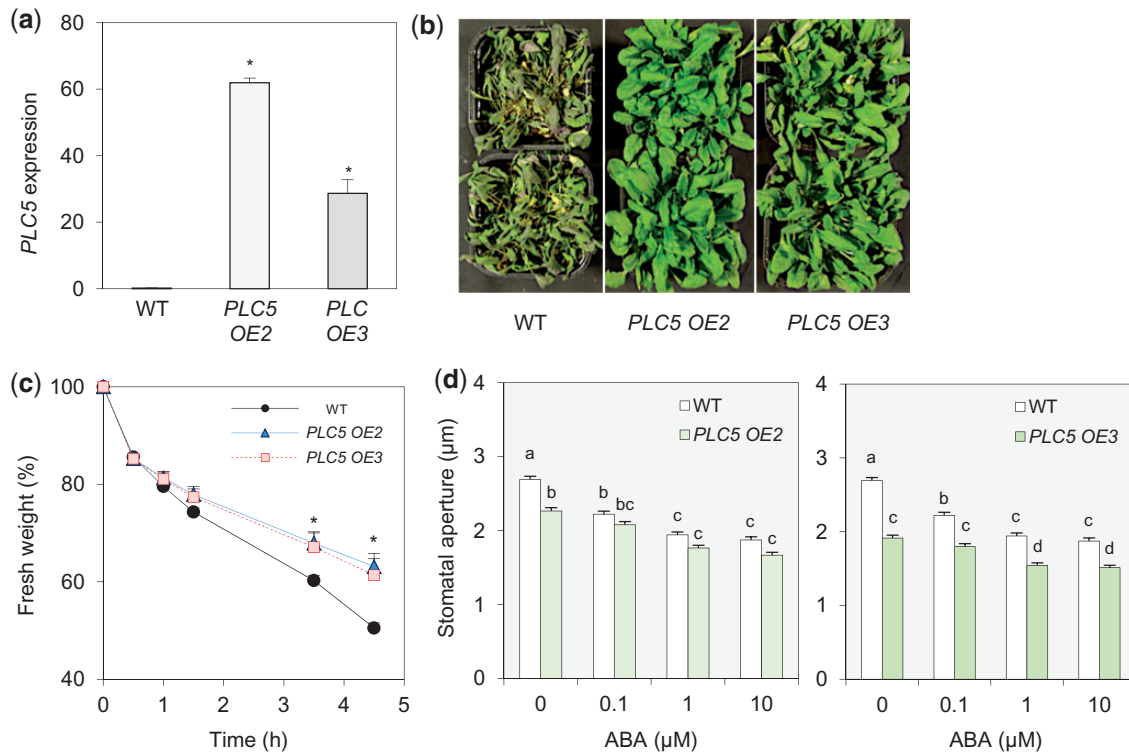 (a)
80
60
40
20
0
PLC5 expression
*
*
WT
PLC5
OE2
PLC
OE3
(b)
WT
PLC5 OE2
PLC5 OE3
(c)
100
80
60
40
Fresh weight (%)
WT
PLC5 OE2
PLC5 OE3
*
*
0 1 2 3 4 5
Time (h)
(d)
4
3
2
1
0
Stomatal aperture (µm)
WT
PLC5 OE2
a
b
b
bc
c
c
c
c
0 0.1 1 10
ABA (µM)
4
3
2
1
0
WT
PLC5 OE3
a
c
b
c
c
d
c
d
0 0.1 1 10
ABA (µM)